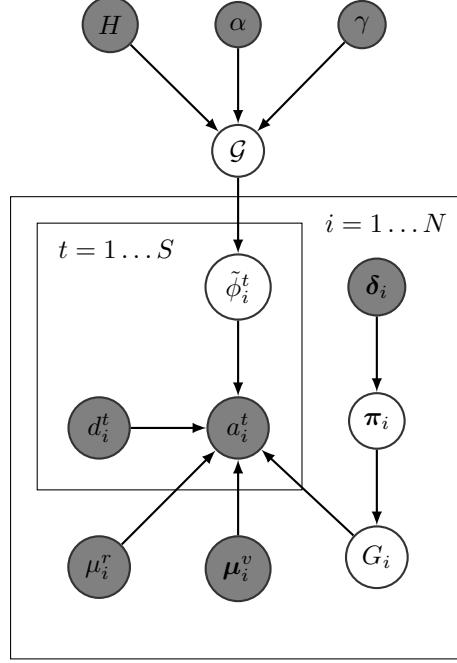 H α γ
𝒢
i = 1 … N
t = 1 … S
φ̃ᵢᵗ 𝜹ᵢ
dᵢᵗ aᵢᵗ 𝝅ᵢ
μᵢʳ 𝝁ᵢᵛ Gᵢ